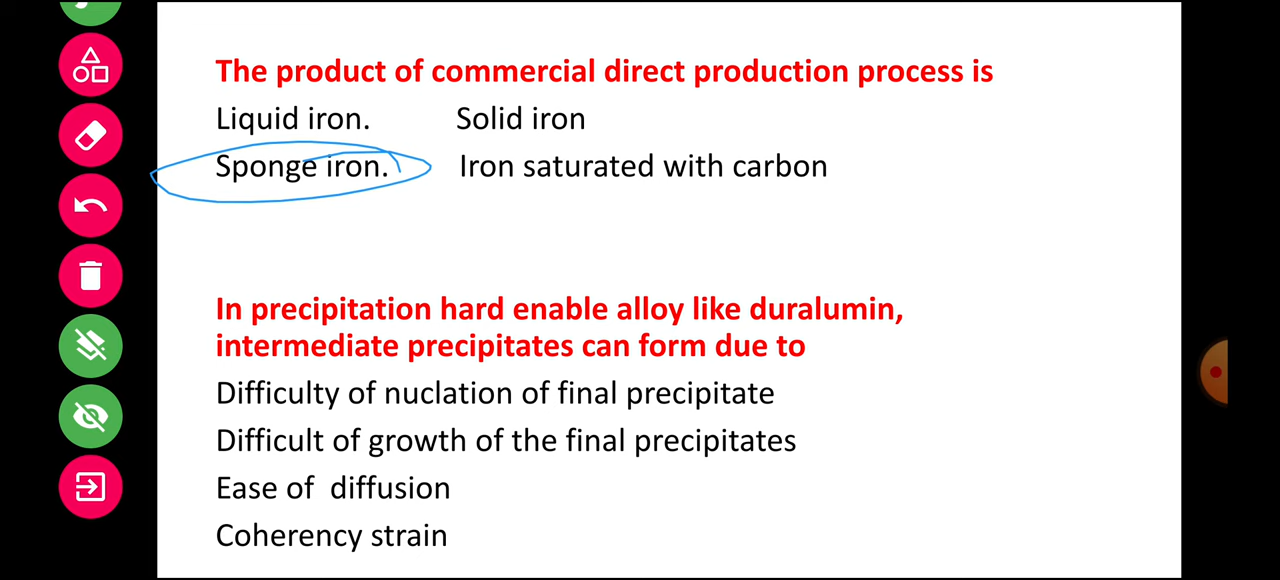 The product of commercial direct production process is
Liquid iron. Solid iron
Sponge iron. Iron saturated with carbon
In precipitation hard enable alloy like duralumin,
intermediate precipitates can form due to
Difficulty of nuclation of final precipitate
Difficult of growth of the final precipitates
Ease of diffusion
Coherency strain